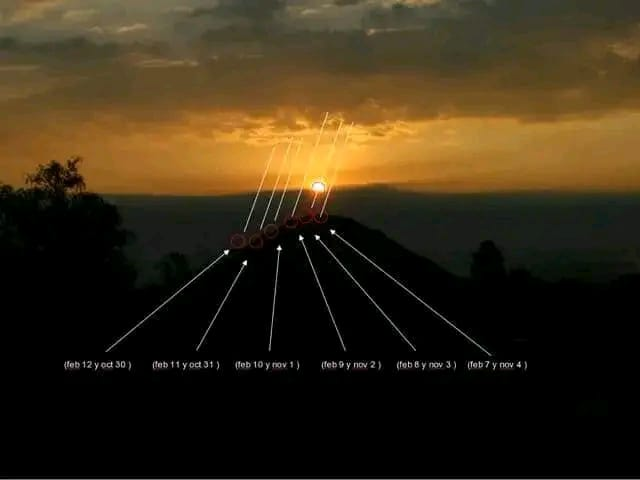 (feb 12 y oct 30 )
(feb 11 y oct 31 )
(feb 10 y nov 1 )
(feb 9 y nov 2 )
(feb 8 y nov 3 )
(feb 7 y nov 4 )